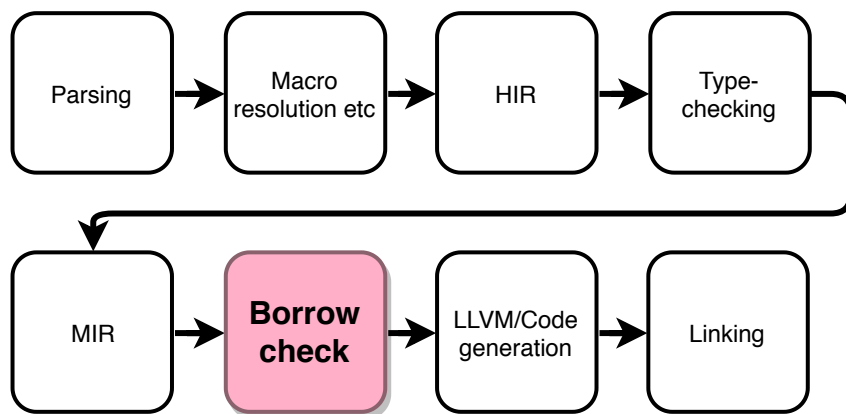 Parsing
Macro
resolution etc
HIR
Type-
checking
MIR
Borrow
check
LLVM/Code
generation
Linking